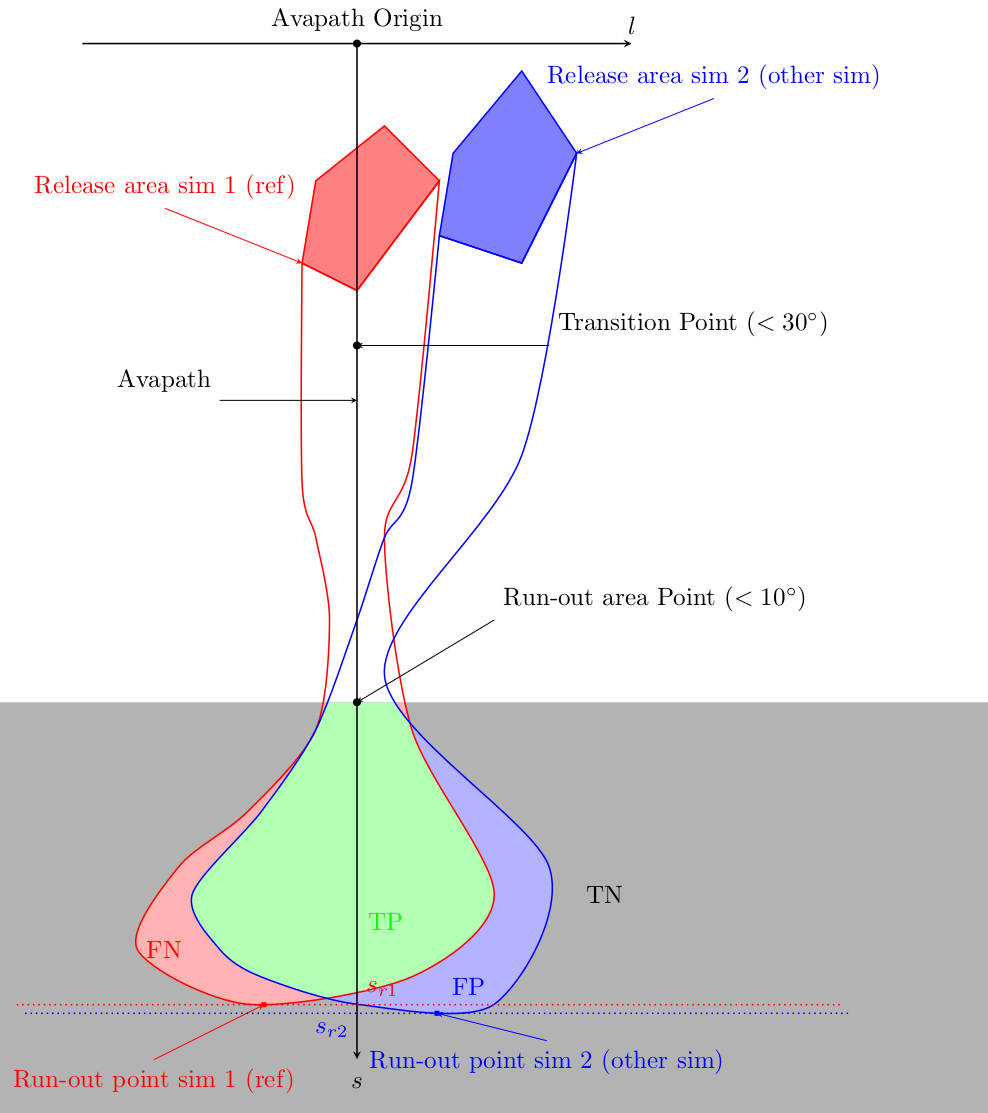 Avapath Origin
l
Release area sim 2 (other sim)
Release area sim 1 (ref)
Transition Point (< 30°)
Avapath
Run-out area Point (< 10°)
TN
TP
FN
FP
s_{r1}
s_{r2}
Run-out point sim 2 (other sim)
Run-out point sim 1 (ref)
s